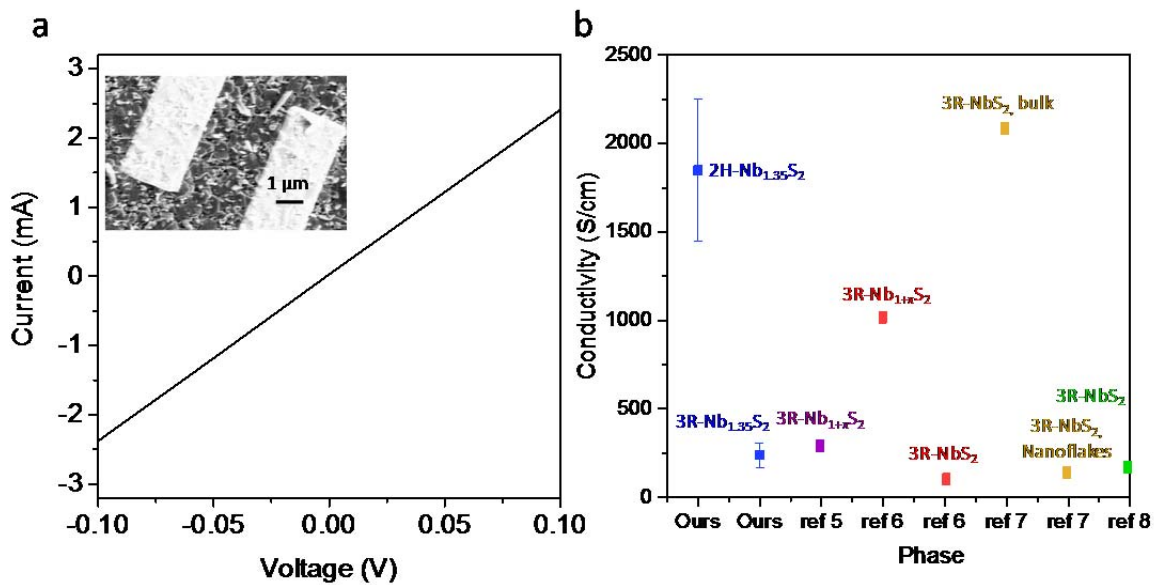 a
3
2
1
0
-1
-2
-3
Current (mA)
1 μm
-0.10
-0.05
0.00
0.05
0.10
Voltage (V)
b
2500
2000
1500
1000
500
0
Conductivity (S/cm)
3R-NbS₂, bulk
2H-Nb₁.₃₅S₂
3R-Nb₁₊ₓS₂
3R-NbS₂
3R-Nb₁.₃₅S₂
3R-Nb₁₊ₓS₂
3R-NbS₂,
Nanoflakes
3R-NbS₂
Ours
Ours
ref 5
ref 6
ref 6
ref 7
ref 7
ref 8
Phase